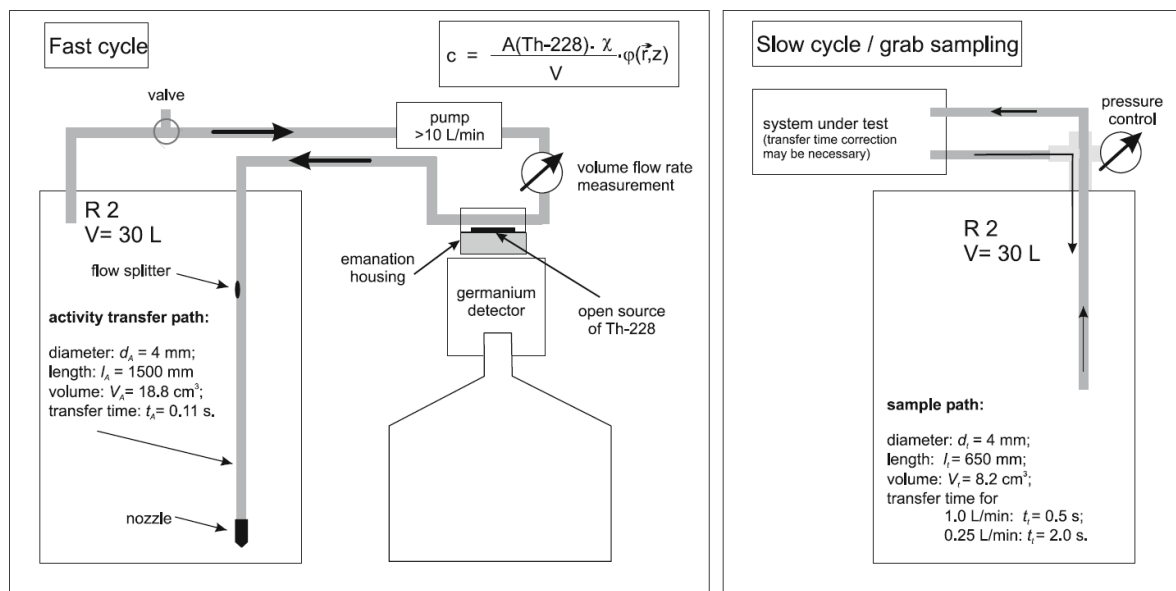 Fast cycle
c = A(Th-228). χ / V .φ(r⃗,z)
valve
pump
>10 L/min
volume flow rate
measurement
R 2
V= 30 L
flow splitter
emanation
housing
germanium
detector
open source
of Th-228
activity transfer path:
diameter: d_A = 4 mm;
length: l_A = 1500 mm
volume: V_A= 18.8 cm³;
transfer time: t_A= 0.11 s.
nozzle
Slow cycle / grab sampling
system under test
(transfer time correction
may be necessary)
pressure
control
R 2
V= 30 L
sample path:
diameter: d_t = 4 mm;
length: l_t = 650 mm;
volume: V_t = 8.2 cm³;
transfer time for
1.0 L/min: t_t = 0.5 s;
0.25 L/min: t_t = 2.0 s.